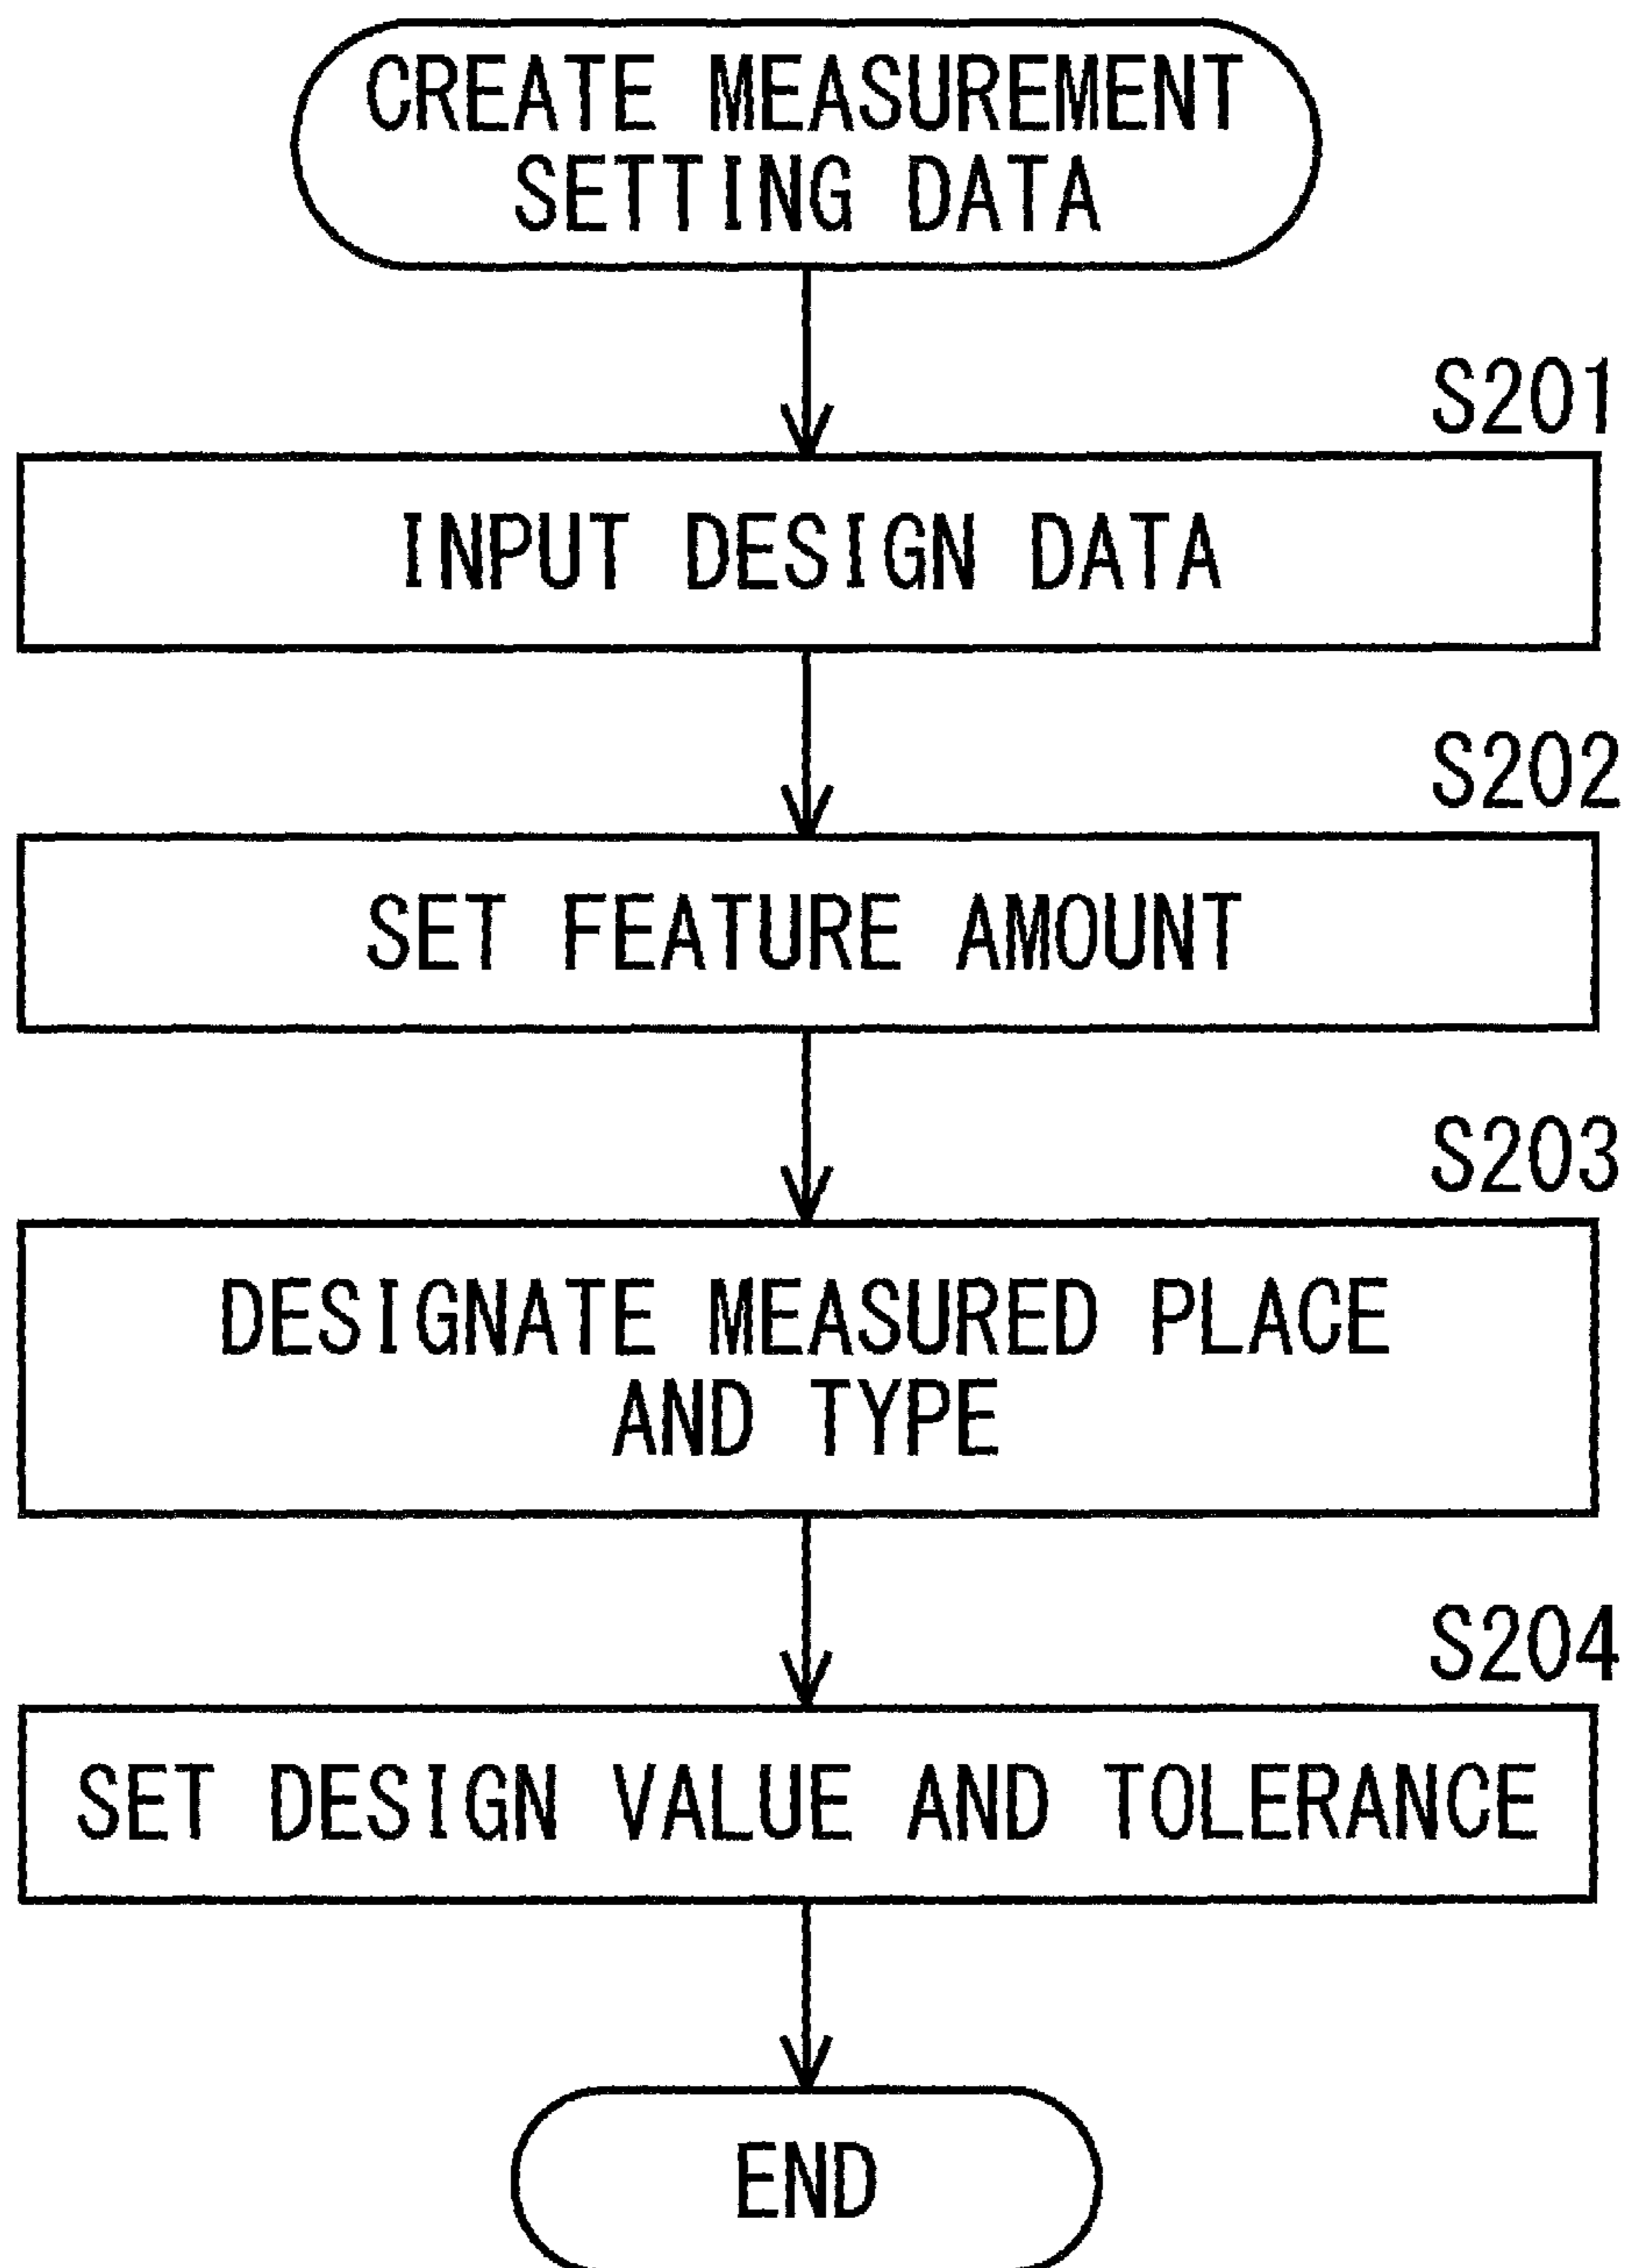 CREATE MEASUREMENT
SETTING DATA
S201
INPUT DESIGN DATA
S202
SET FEATURE AMOUNT
S203
DESIGNATE MEASURED PLACE
AND TYPE
S204
SET DESIGN VALUE AND TOLERANCE
END